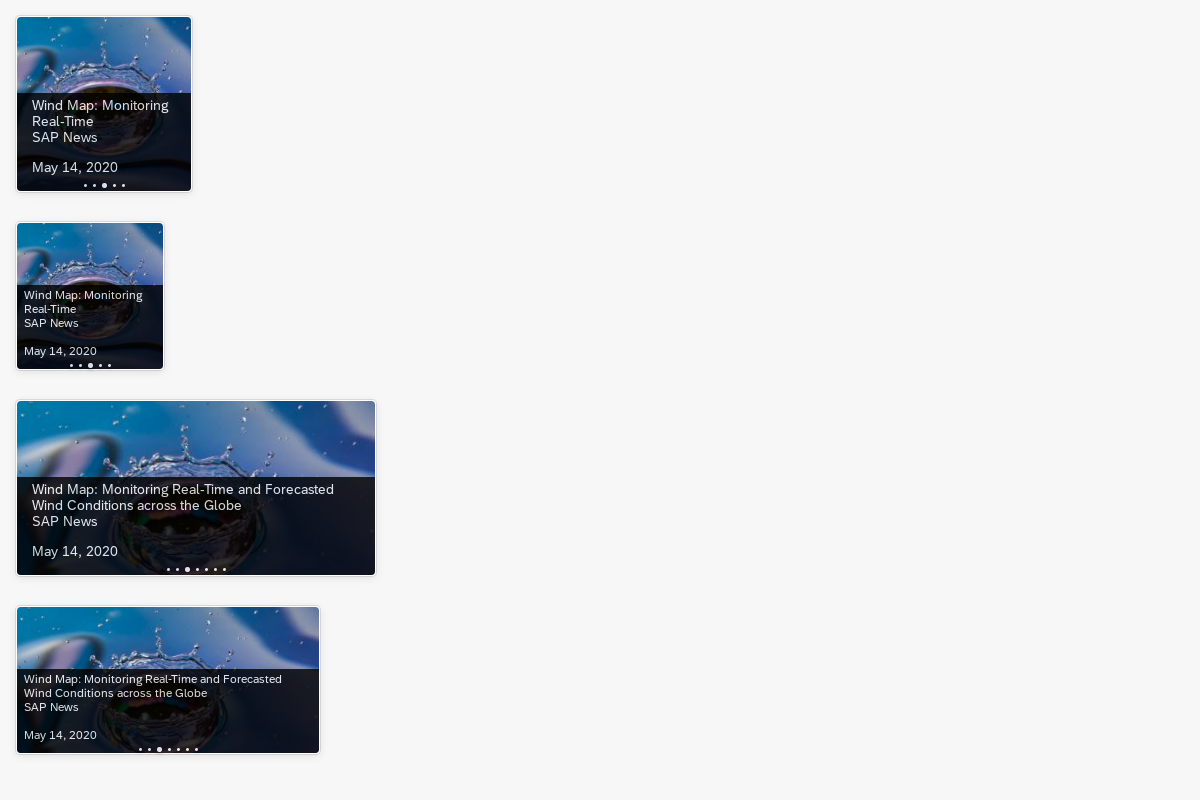 Wind Map: Monitoring
Real-Time
SAP News
May 14, 2020
Wind Map: Monitoring
Real-Time
SAP News
May 14, 2020
Wind Map: Monitoring Real-Time and Forecasted
Wind Conditions across the Globe
SAP News
May 14, 2020
Wind Map: Monitoring Real-Time and Forecasted
Wind Conditions across the Globe
SAP News
May 14, 2020